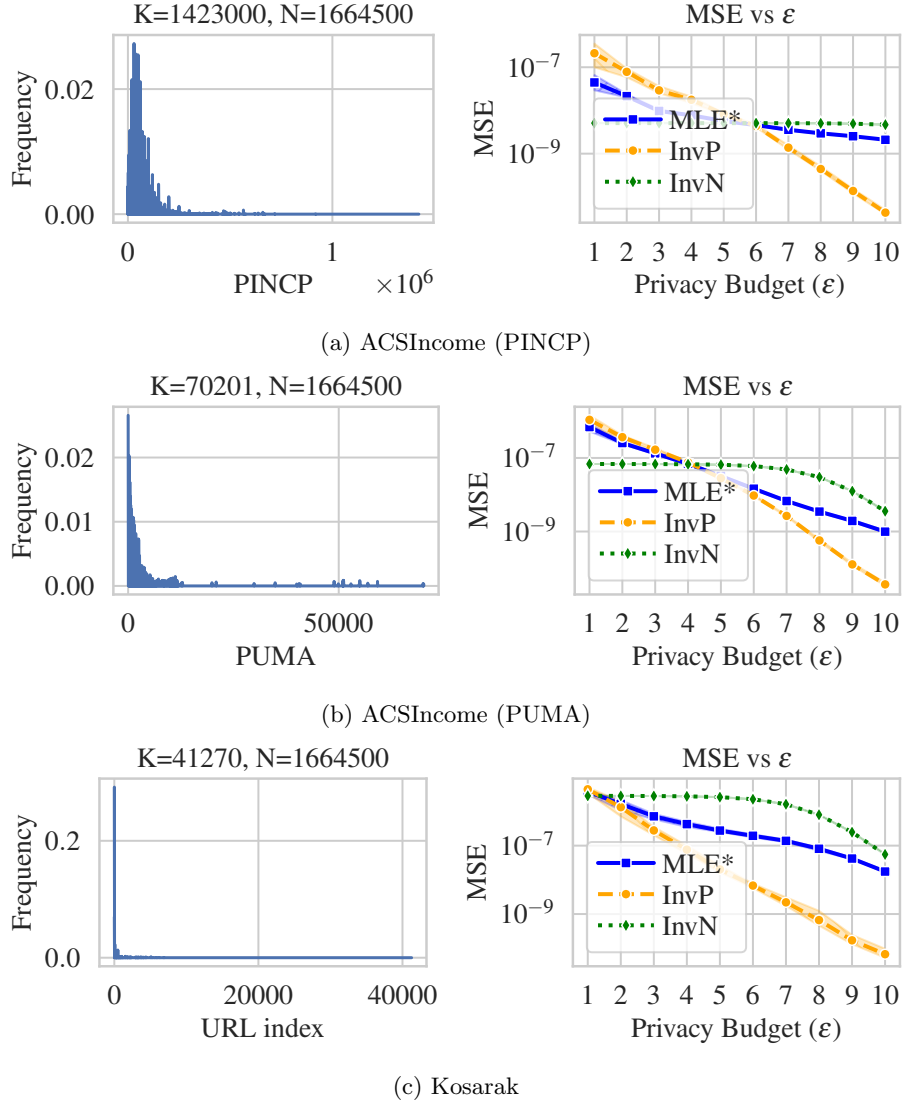 K=1423000, N=1664500
MSE vs ε
Frequency
0.02
0.00
0
1
×10⁶
PINCP
MSE
10⁻⁷
10⁻⁹
MLE*
InvP
InvN
1 2 3 4 5 6 7 8 9 10
Privacy Budget (ε)
(a) ACSIncome (PINCP)
K=70201, N=1664500
MSE vs ε
Frequency
0.02
0.01
0.00
0
50000
PUMA
MSE
10⁻⁷
10⁻⁹
MLE*
InvP
InvN
1 2 3 4 5 6 7 8 9 10
Privacy Budget (ε)
(b) ACSIncome (PUMA)
K=41270, N=1664500
MSE vs ε
Frequency
0.2
0.0
0
20000
40000
URL index
MSE
10⁻⁷
10⁻⁹
MLE*
InvP
InvN
1 2 3 4 5 6 7 8 9 10
Privacy Budget (ε)
(c) Kosarak